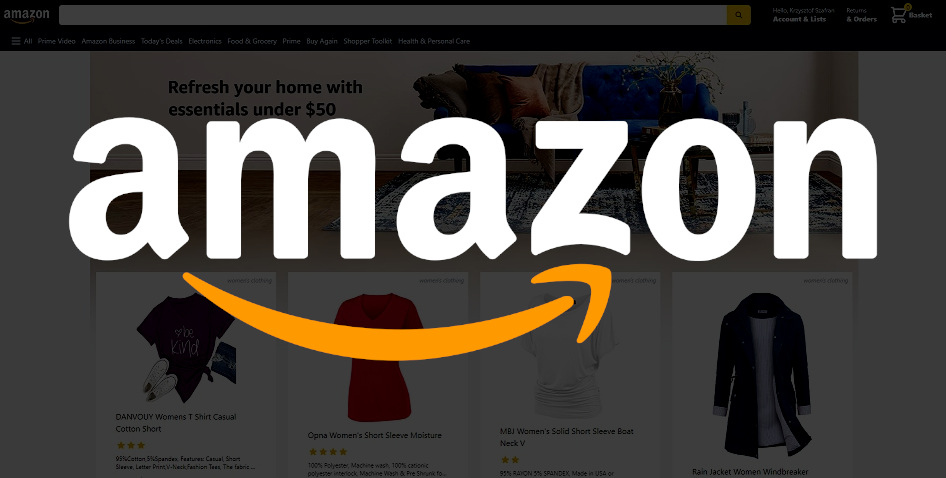 amazon
Hello, Krzysztof
Account & Lists
Returns
& Orders
0
Basket
All Prime Video Amazon Business Today's Deals Electronics Food & Grocery Prime Buy Again Shopper Toolkit Health & Personal Care
Refresh your home with
essentials under $50
amazon
women's clothing
women's clothing
women's clothing
women's clothing
be
kind
DANVOUY Womens T Shirt Casual
Cotton Short
95%Cotton,5%Spandex, Features: Casual, Short
Sleeve, Letter Print,V-Neck,Fashion Tees, The fabric ...
Opna Women's Short Sleeve Moisture
100% Polyester, Machine wash, 100% cationic
polyester interlock, Machine Wash & Pre Shrunk fo...
MBJ Women's Solid Short Sleeve Boat
Neck V
95% RAYON 5% SPANDEX, Made in USA or
Rain Jacket Women Windbreaker